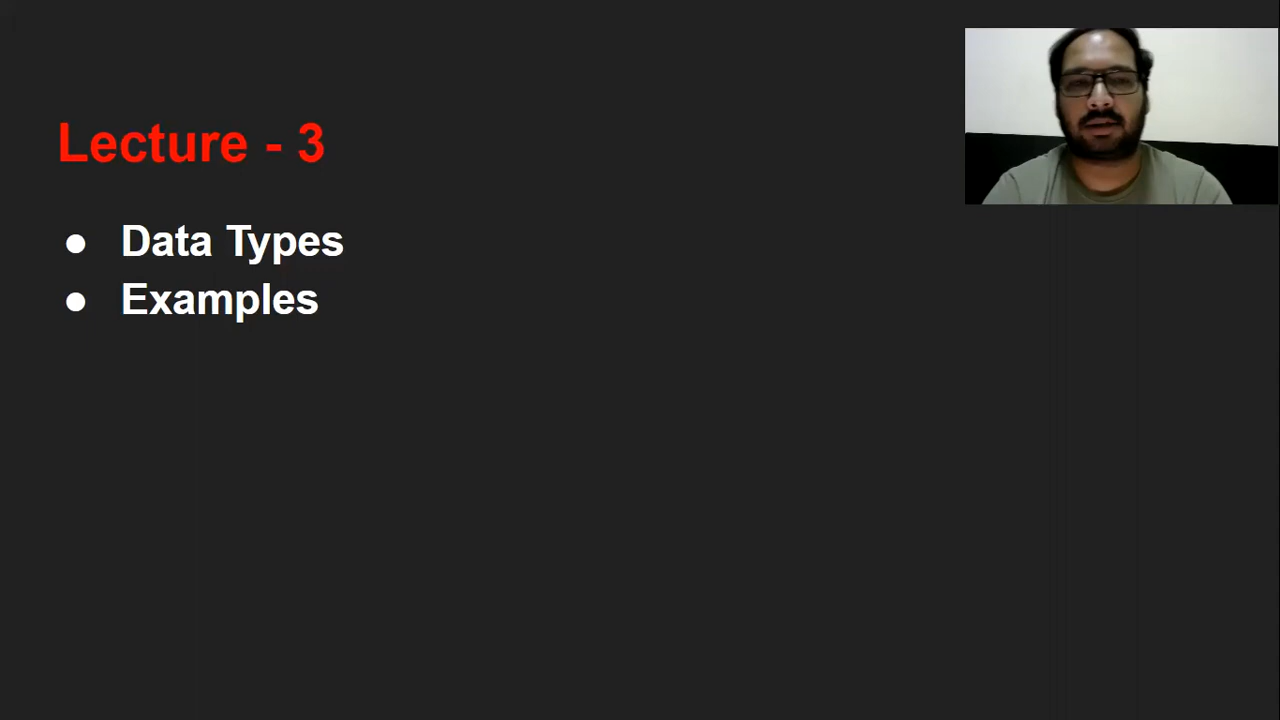 Lecture - 3
● Data Types
● Examples